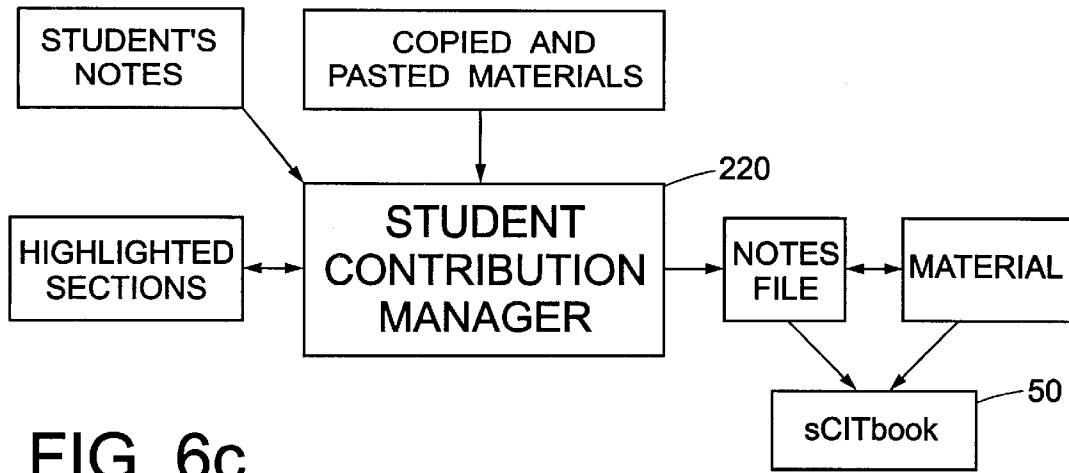 STUDENT'S
NOTES
COPIED AND
PASTED MATERIALS
220
HIGHLIGHTED
SECTIONS
STUDENT
CONTRIBUTION
MANAGER
NOTES
FILE
MATERIAL
50
sCITbook
FIG. 6c